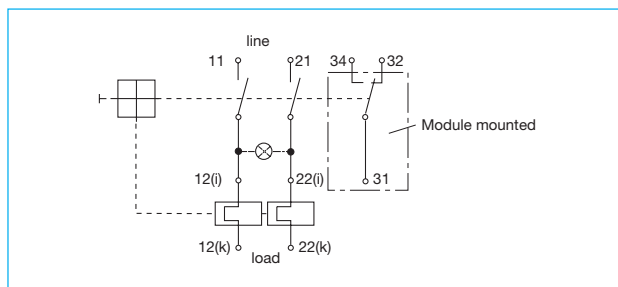 line
11 21 34 32
Module mounted
12(i) 22(i) 31
12(k) 22(k)
load